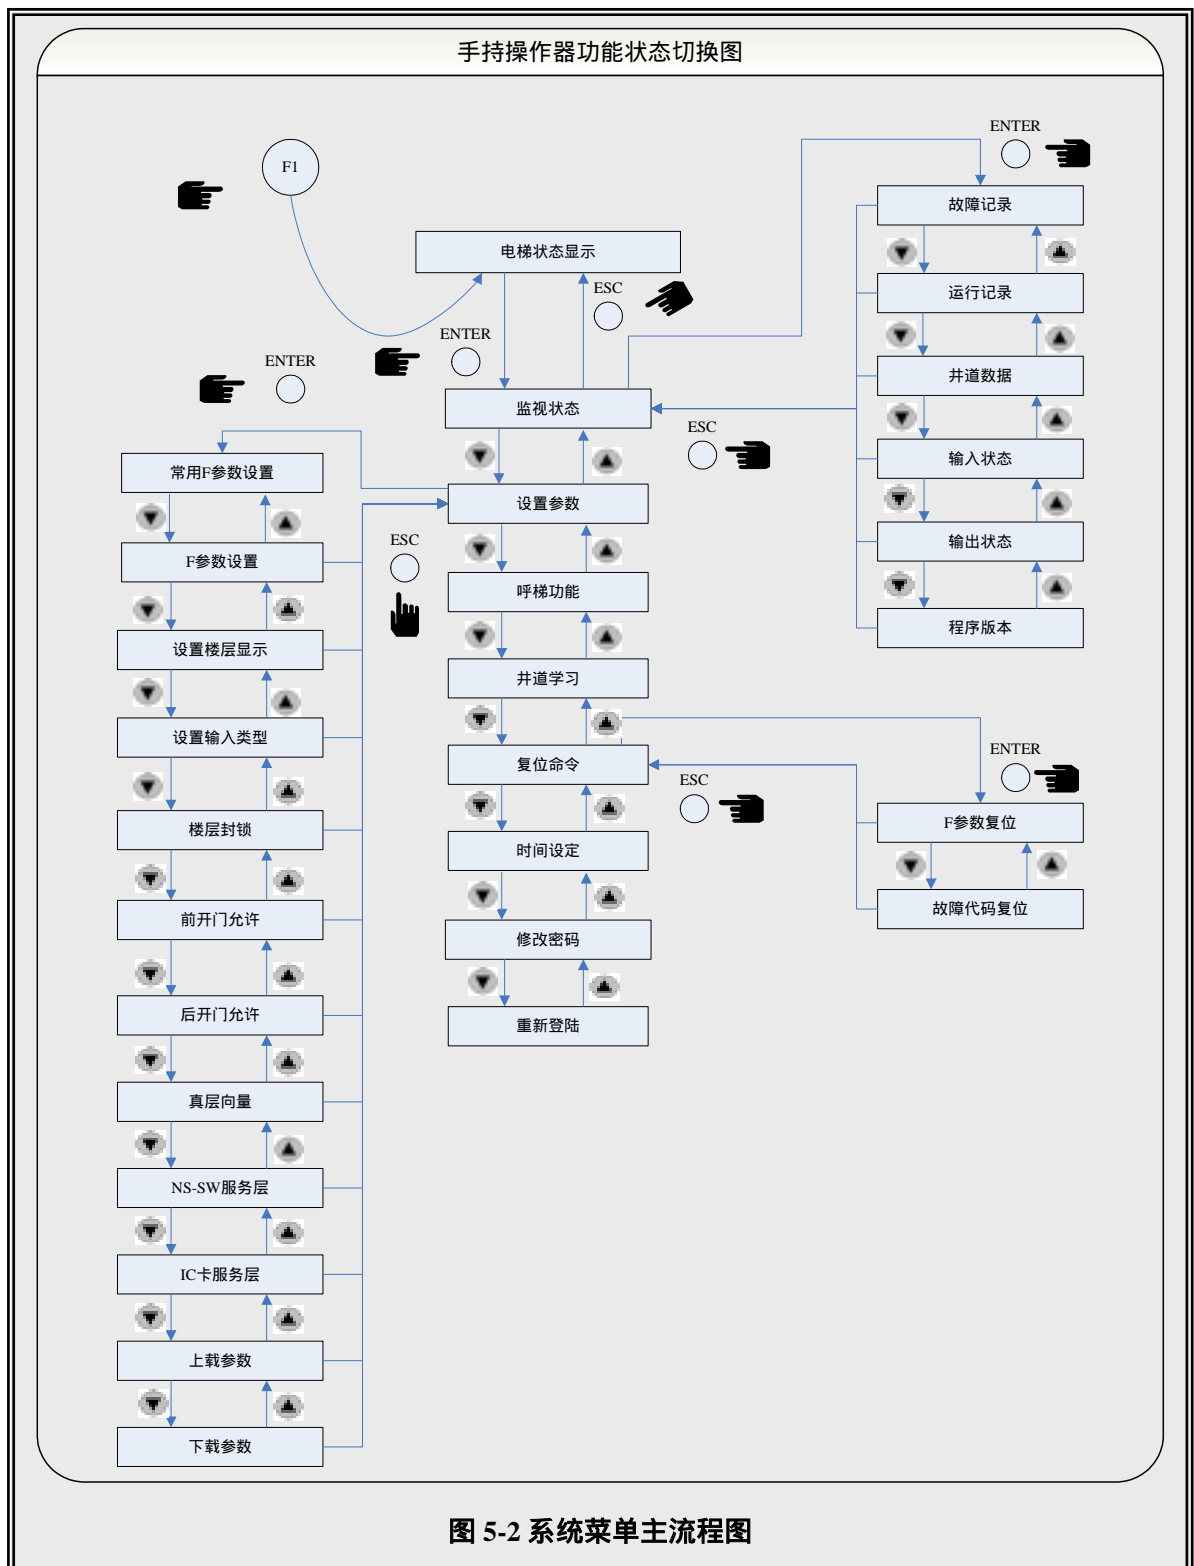 手持操作器功能状态切换图
F1
ENTER
电梯状态显示
ESC
ENTER
ENTER
监视状态
ESC
设置参数
呼梯功能
井道学习
复位命令
时间设定
修改密码
重新登陆
常用F参数设置
F参数设置
设置楼层显示
设置输入类型
楼层封锁
前开门允许
后开门允许
真层向量
NS-SW服务层
IC卡服务层
上载参数
下载参数
ESC
故障记录
运行记录
井道数据
输入状态
输出状态
程序版本
ENTER
ESC
F参数复位
故障代码复位
图 5-2 系统菜单主流程图